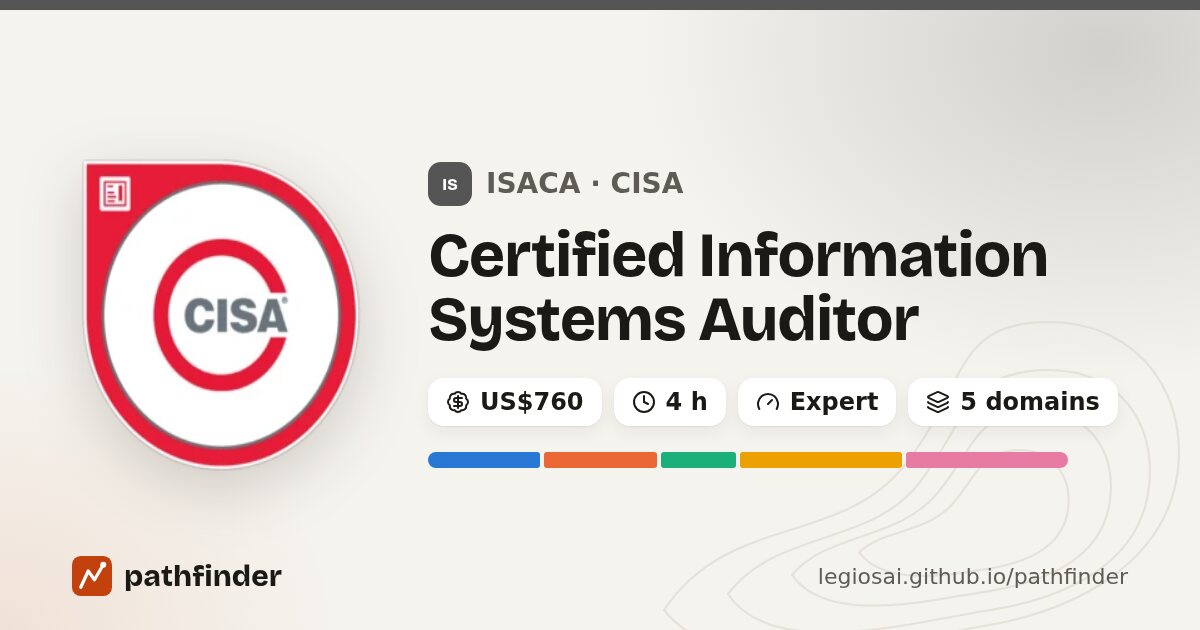 CISA®
IS
ISACA · CISA
Certified Information
Systems Auditor
US$760
4 h
Expert
5 domains
pathfinder
legiosai.github.io/pathfinder